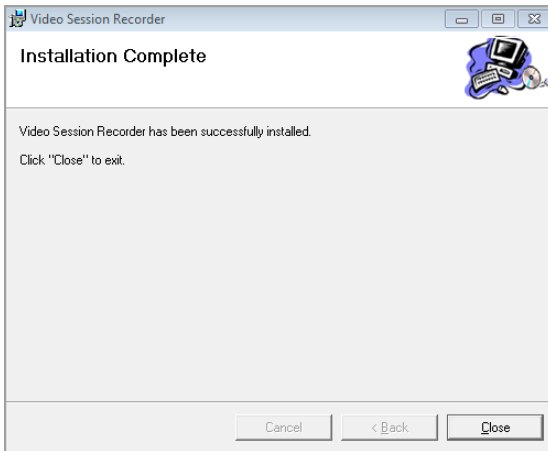 Video Session Recorder
Installation Complete
Video Session Recorder has been successfully installed.
Click "Close" to exit.
Cancel
< Back
Close